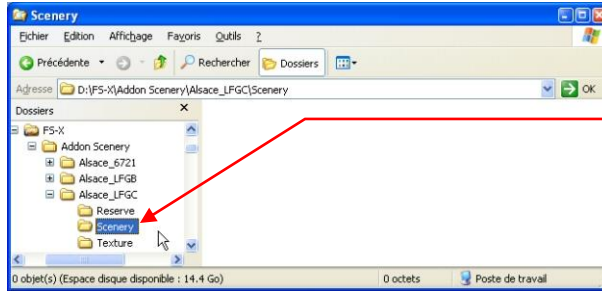 Scenery
Fichier Edition Affichage Favoris Outils ?
Précédente Rechercher Dossiers
Adresse D:\FS-X\Addon Scenery\Alsace_LFGC\Scenery OK
Dossiers x
FS-X
Addon Scenery
Alsace_6721
Alsace_LFGB
Alsace_LFGC
Reserve
Scenery
Texture
0 objet(s) (Espace disque disponible : 14.4 Go) 0 octets Poste de travail